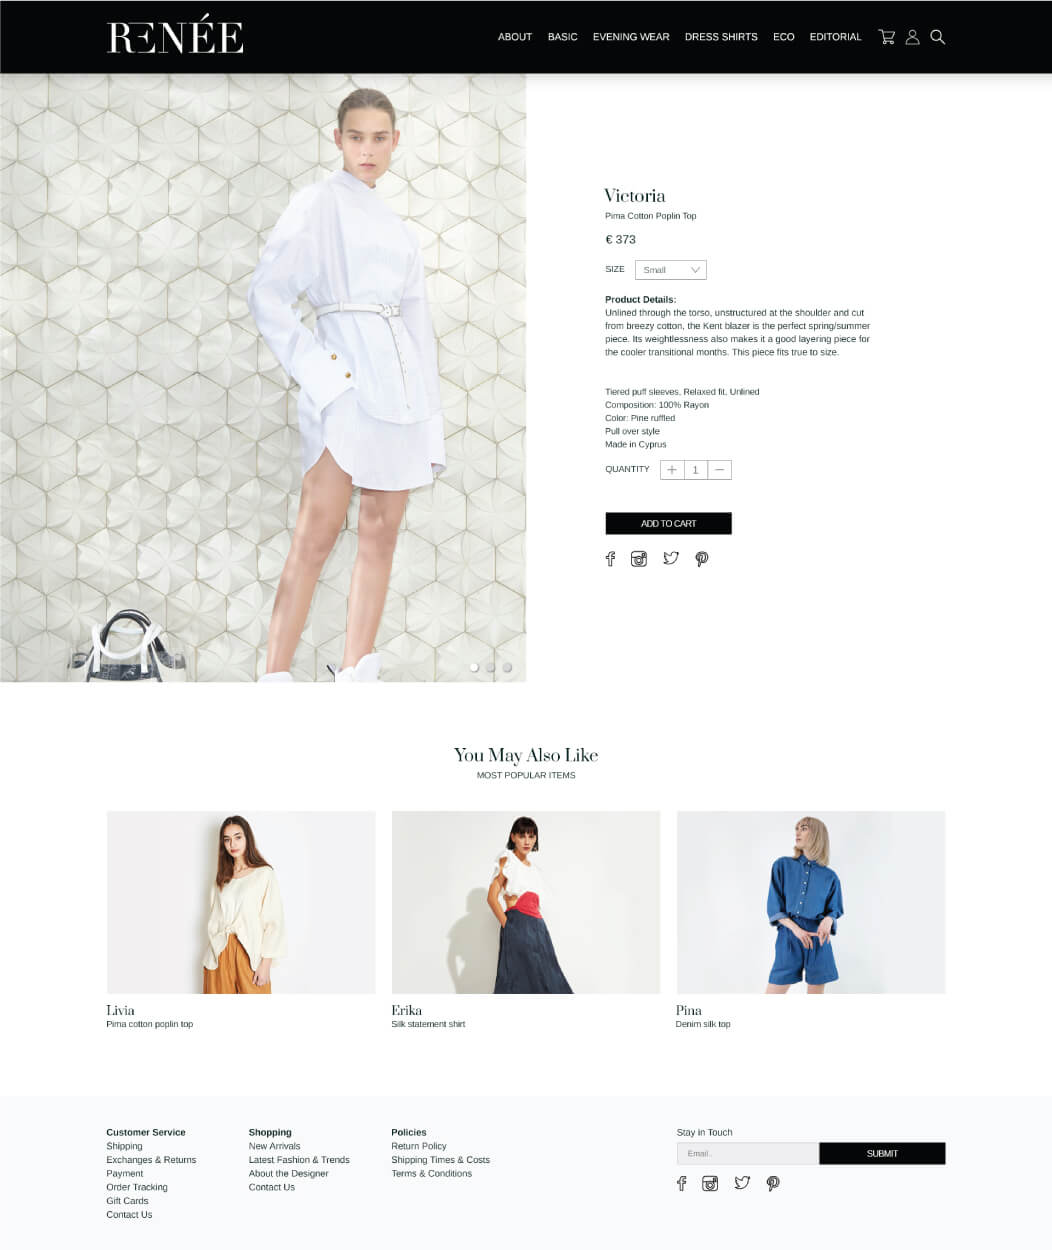 RENÉE
ABOUT BASIC EVENING WEAR DRESS SHIRTS ECO EDITORIAL
Victoria
Pima Cotton Poplin Top
€ 373
SIZE Small
Product Details:
Unlined through the torso, unstructured at the shoulder and cut
from breezy cotton, the Kent blazer is the perfect spring/summer
piece. Its weightlessness also makes it a good layering piece for
the cooler transitional months. This piece fits true to size.
Tiered puff sleeves, Relaxed fit, Unlined
Composition: 100% Rayon
Color: Pine ruffled
Pull over style
Made in Cyprus
QUANTITY + 1 −
ADD TO CART
You May Also Like
MOST POPULAR ITEMS
Livia
Pima cotton poplin top
Erika
Silk statement shirt
Pina
Denim silk top
Customer Service
Shipping
Exchanges & Returns
Payment
Order Tracking
Gift Cards
Contact Us
Shopping
New Arrivals
Latest Fashion & Trends
About the Designer
Contact Us
Policies
Return Policy
Shipping Times & Costs
Terms & Conditions
Stay in Touch
Email..
SUBMIT